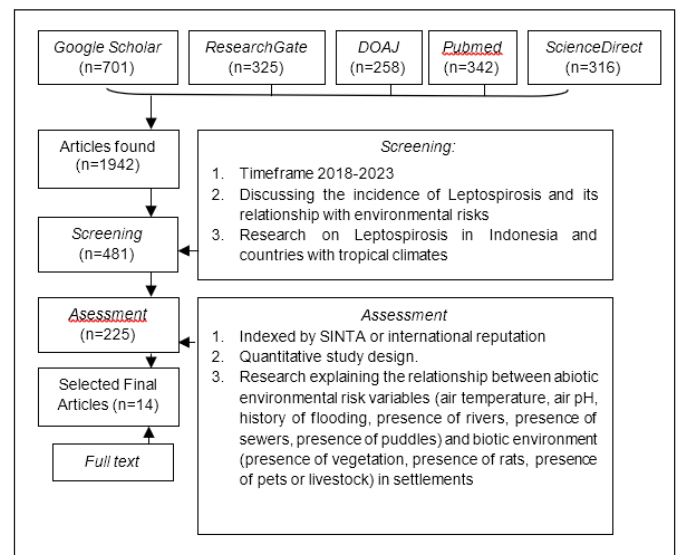 Google Scholar
(n=701)
ResearchGate
(n=325)
DOAJ
(n=258)
Pubmed
(n=342)
ScienceDirect
(n=316)
Articles found
(n=1942)
Screening:
1. Timeframe 2018-2023
2. Discussing the incidence of Leptospirosis and its
relationship with environmental risks
3. Research on Leptospirosis in Indonesia and
countries with tropical climates
Screening
(n=481)
Asessment
(n=225)
Assessment
1. Indexed by SINTA or international reputation
2. Quantitative study design.
3. Research explaining the relationship between abiotic
environmental risk variables (air temperature, air pH,
history of flooding, presence of rivers, presence of
sewers, presence of puddles) and biotic environment
(presence of vegetation, presence of rats, presence
of pets or livestock) in settlements
Selected Final
Articles (n=14)
Full text